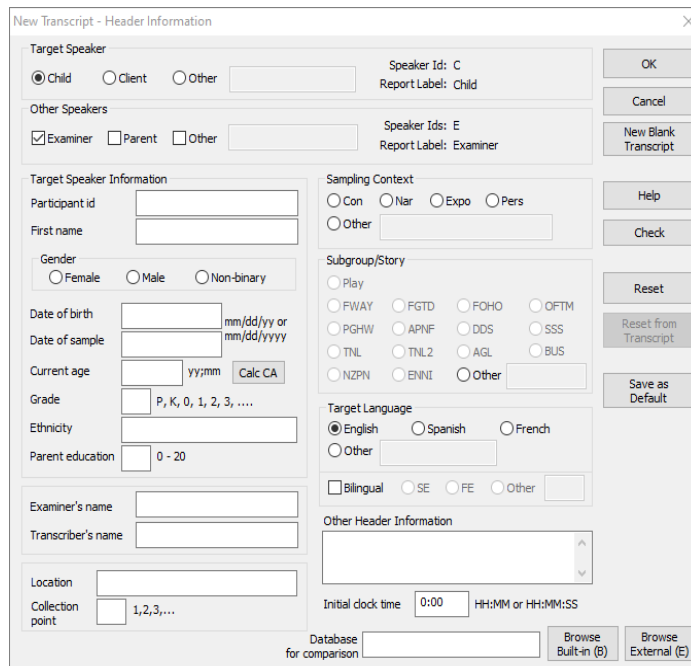 New Transcript - Header Information
Target Speaker
Child Client Other
Speaker Id: C
Report Label: Child
Other Speakers
Examiner Parent Other
Speaker Ids: E
Report Label: Examiner
Target Speaker Information
Participant id
First name
Gender
Female Male Non-binary
Date of birth
mm/dd/yy or
mm/dd/yyyy
Date of sample
Current age yy;mm Calc CA
Grade P, K, 0, 1, 2, 3, ....
Ethnicity
Parent education 0 - 20
Examiner's name
Transcriber's name
Location
Collection
point
1,2,3,...
Sampling Context
Con Nar Expo Pers
Other
Subgroup/Story
Play
FWAY FGTD FOHO OFTM
PGHW APNF DDS SSS
TNL TNL2 AGL BUS
NZPN ENNI Other
Target Language
English Spanish French
Other
Bilingual SE FE Other
Other Header Information
Initial clock time 0:00 HH:MM or HH:MM:SS
Database
for comparison
Browse
Built-in (B)
Browse
External (E)
OK
Cancel
New Blank
Transcript
Help
Check
Reset
Reset from
Transcript
Save as
Default